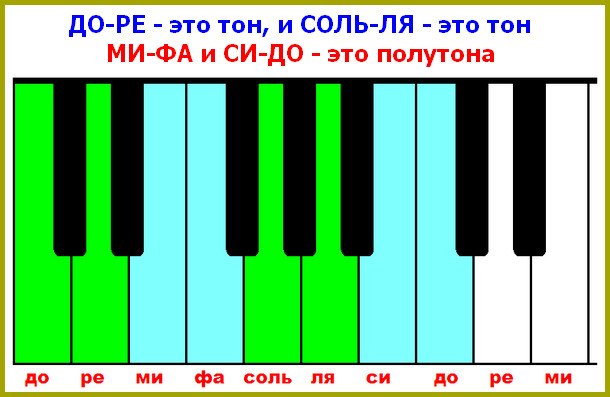 ДО-РЕ - это тон, и СОЛЬ-ЛЯ - это тон
МИ-ФА и СИ-ДО - это полутона
до ре ми фа соль ля си до ре ми